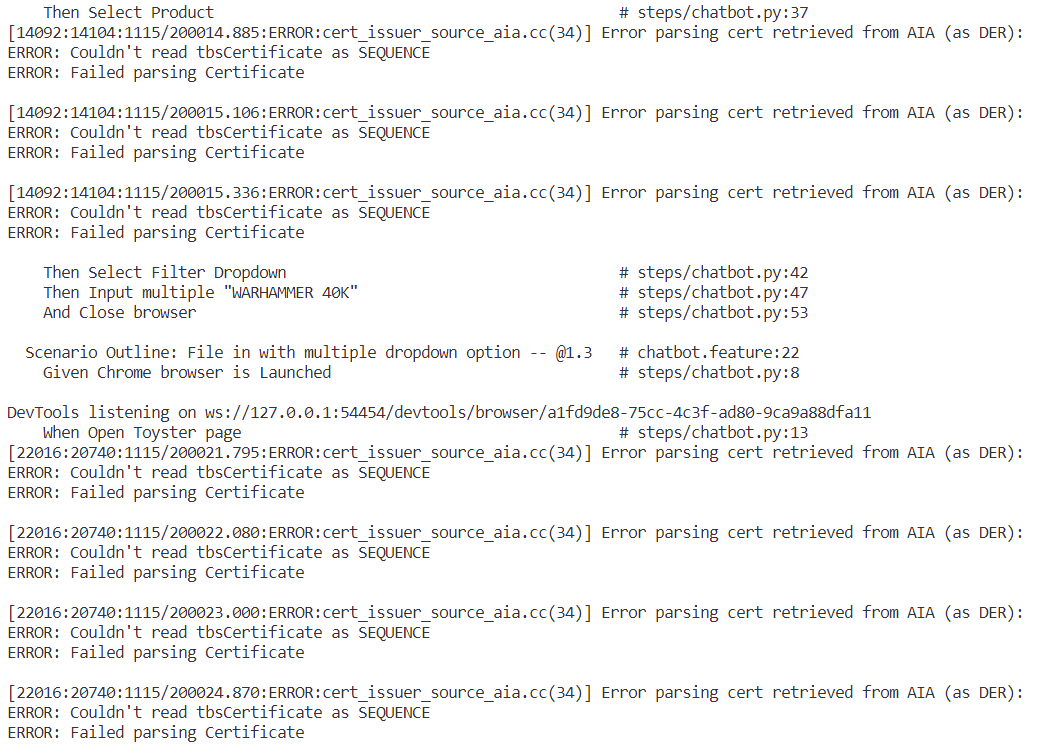 Then Select Product # steps/chatbot.py:37
[14092:14104:1115/200014.885:ERROR:cert_issuer_source_aia.cc(34)] Error parsing cert retrieved from AIA (as DER):
ERROR: Couldn't read tbsCertificate as SEQUENCE
ERROR: Failed parsing Certificate
[14092:14104:1115/200015.106:ERROR:cert_issuer_source_aia.cc(34)] Error parsing cert retrieved from AIA (as DER):
ERROR: Couldn't read tbsCertificate as SEQUENCE
ERROR: Failed parsing Certificate
[14092:14104:1115/200015.336:ERROR:cert_issuer_source_aia.cc(34)] Error parsing cert retrieved from AIA (as DER):
ERROR: Couldn't read tbsCertificate as SEQUENCE
ERROR: Failed parsing Certificate
Then Select Filter Dropdown # steps/chatbot.py:42
Then Input multiple "WARHAMMER 40K" # steps/chatbot.py:47
And Close browser # steps/chatbot.py:53
Scenario Outline: File in with multiple dropdown option -- @1.3 # chatbot.feature:22
Given Chrome browser is Launched # steps/chatbot.py:8
DevTools listening on ws://127.0.0.1:54454/devtools/browser/a1fd9de8-75cc-4c3f-ad80-9ca9a88dfa11
When Open Toyster page # steps/chatbot.py:13
[22016:20740:1115/200021.795:ERROR:cert_issuer_source_aia.cc(34)] Error parsing cert retrieved from AIA (as DER):
ERROR: Couldn't read tbsCertificate as SEQUENCE
ERROR: Failed parsing Certificate
[22016:20740:1115/200022.080:ERROR:cert_issuer_source_aia.cc(34)] Error parsing cert retrieved from AIA (as DER):
ERROR: Couldn't read tbsCertificate as SEQUENCE
ERROR: Failed parsing Certificate
[22016:20740:1115/200023.000:ERROR:cert_issuer_source_aia.cc(34)] Error parsing cert retrieved from AIA (as DER):
ERROR: Couldn't read tbsCertificate as SEQUENCE
ERROR: Failed parsing Certificate
[22016:20740:1115/200024.870:ERROR:cert_issuer_source_aia.cc(34)] Error parsing cert retrieved from AIA (as DER):
ERROR: Couldn't read tbsCertificate as SEQUENCE
ERROR: Failed parsing Certificate